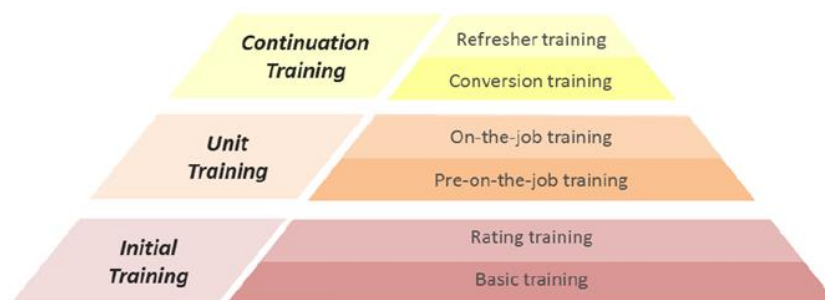 Continuation
Training
Refresher training
Conversion training
Unit
Training
On-the-job training
Pre-on-the-job training
Initial
Training
Rating training
Basic training